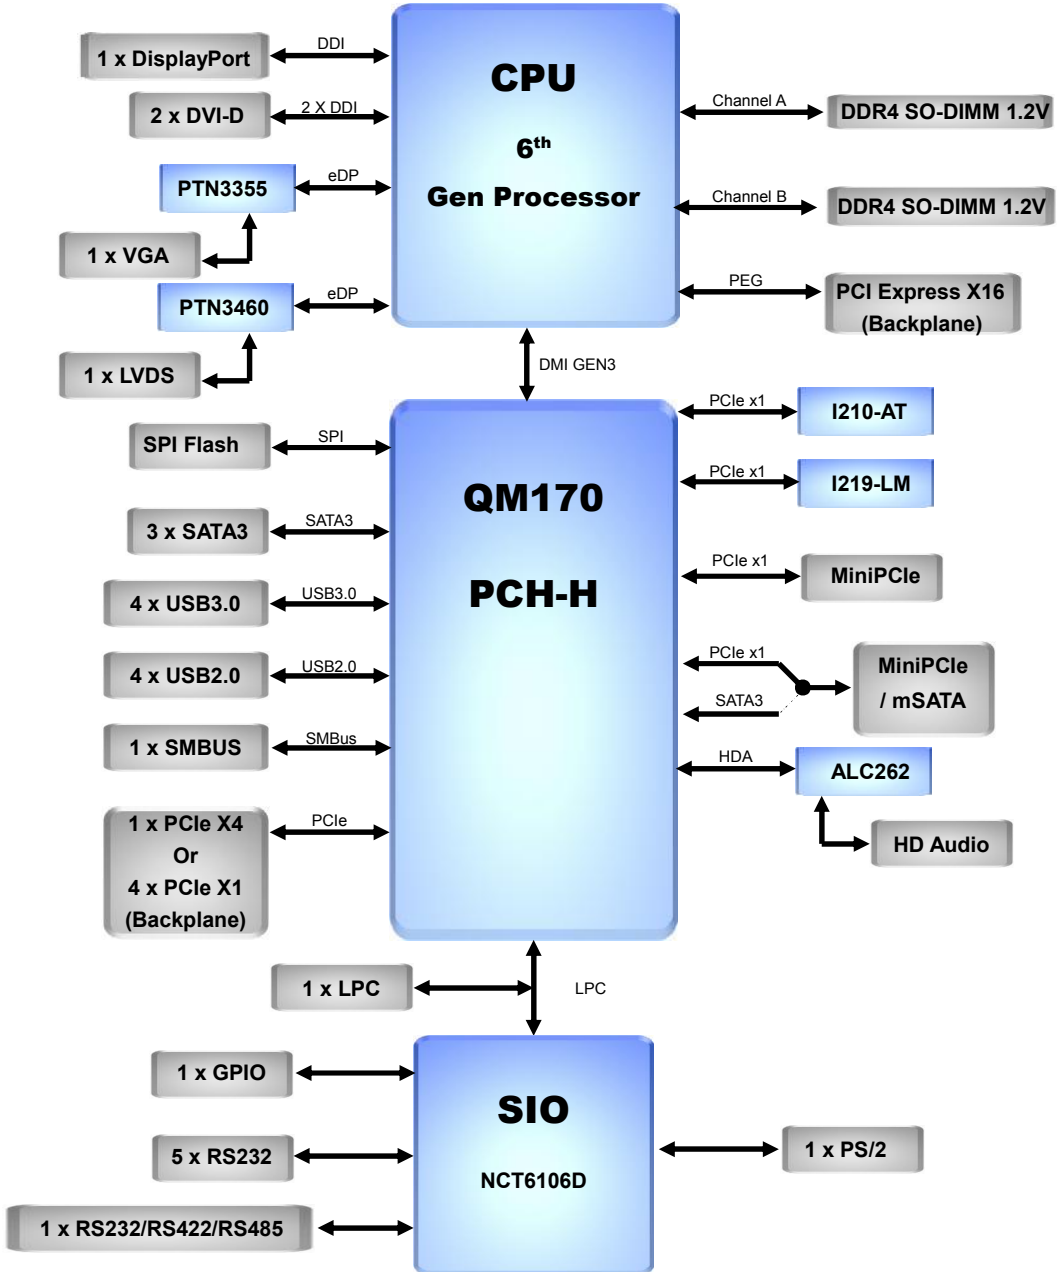 1 x DisplayPort
DDI
2 x DVI-D
2 X DDI
PTN3355
eDP
1 x VGA
PTN3460
eDP
1 x LVDS
CPU
6th
Gen Processor
Channel A
DDR4 SO-DIMM 1.2V
Channel B
DDR4 SO-DIMM 1.2V
PEG
PCI Express X16
(Backplane)
DMI GEN3
SPI Flash
SPI
3 x SATA3
SATA3
4 x USB3.0
USB3.0
4 x USB2.0
USB2.0
1 x SMBUS
SMBus
1 x PCIe X4
Or
4 x PCIe X1
(Backplane)
PCIe
QM170
PCH-H
PCIe x1
I210-AT
PCIe x1
I219-LM
PCIe x1
MiniPCIe
PCIe x1
SATA3
MiniPCIe
/ mSATA
HDA
ALC262
HD Audio
1 x LPC
LPC
1 x GPIO
5 x RS232
1 x RS232/RS422/RS485
SIO
NCT6106D
1 x PS/2